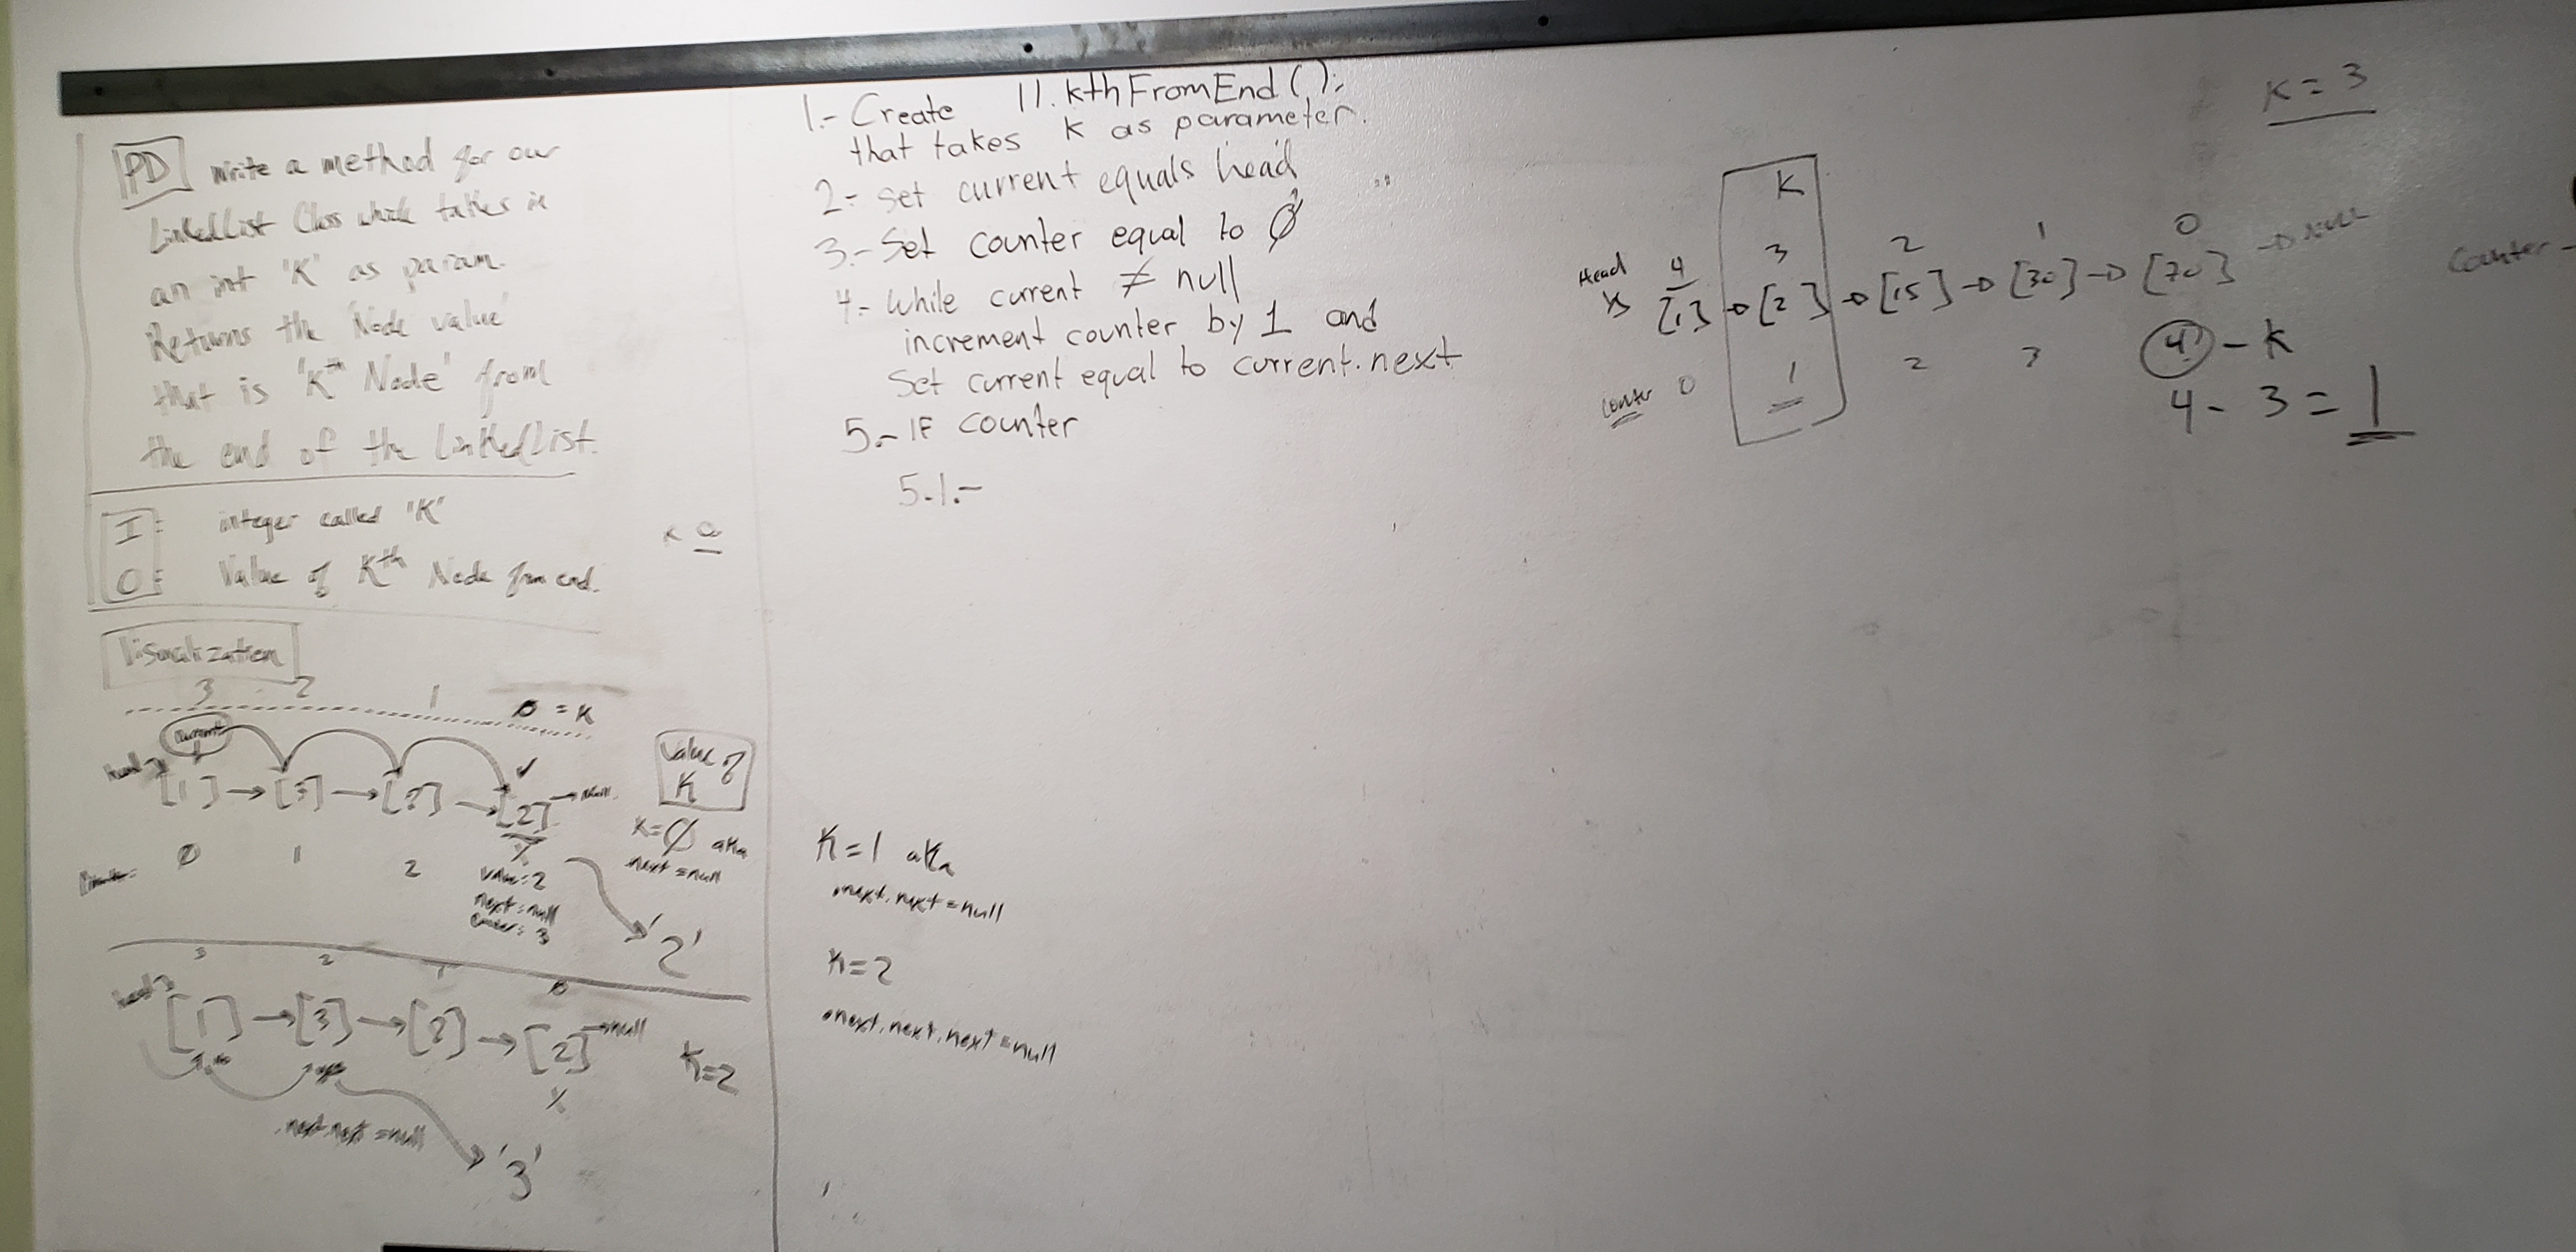 PD Write a method for our
LinkedList Class which takes in
an int 'K' as param.
Returns the Node value
that is 'Kth Node' from
the end of the LinkedList.
I: integer called 'K'
O: Value of Kth Node from end.
Visualization
3 2 1 0 = K
Current
head
[1] → [3] → [?] → [2] → null
0 1 2
value: 2
next: null
counter: 3
'2'
Value of
K
K=0 aka
next = null
3 2 1 0
head
[1] → [3] → [?] → [2] → null
K=2
.next.next = null
'3'
1.- Create ll.kthFromEnd();
that takes K as parameter.
2- set current equals head
3.- Set counter equal to 0
4- While current ≠ null
increment counter by 1 and
Set current equal to current.next
5.- IF counter
5.1.-
K=1 aka
.next.next = null
K=2
.next.next.next = null
K=3
K
4 3 2 1 0
Head
[1] → [2] → [15] → [30] → [70] → NULL
Counter 0 1 2 3 4 - K
4 - 3 = 1
Counter -